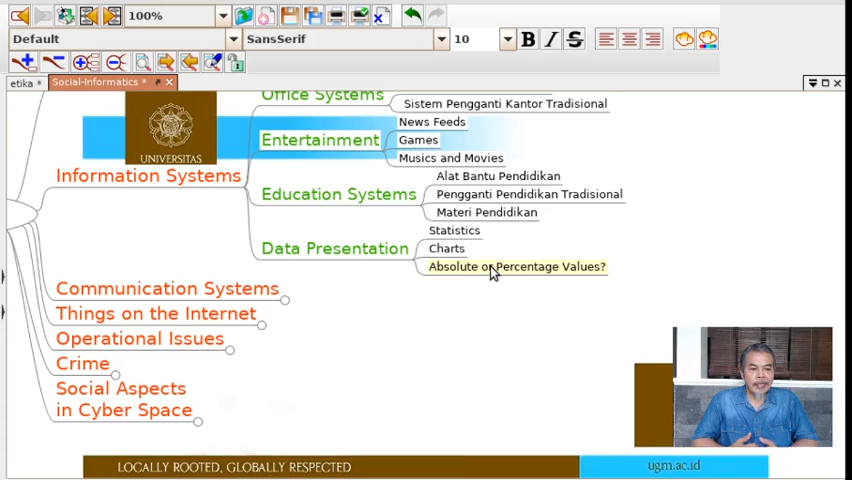 100%
Default
SansSerif
10
B I S
etika *
Social-Informatics *
Office Systems
Sistem Pengganti Kantor Tradisional
UNIVERSITAS
Entertainment
News Feeds
Games
Musics and Movies
Information Systems
Education Systems
Alat Bantu Pendidikan
Pengganti Pendidikan Tradisional
Materi Pendidikan
Data Presentation
Statistics
Charts
Absolute or Percentage Values?
Communication Systems
Things on the Internet
Operational Issues
Crime
Social Aspects
in Cyber Space
LOCALLY ROOTED, GLOBALLY RESPECTED
ugm.ac.id